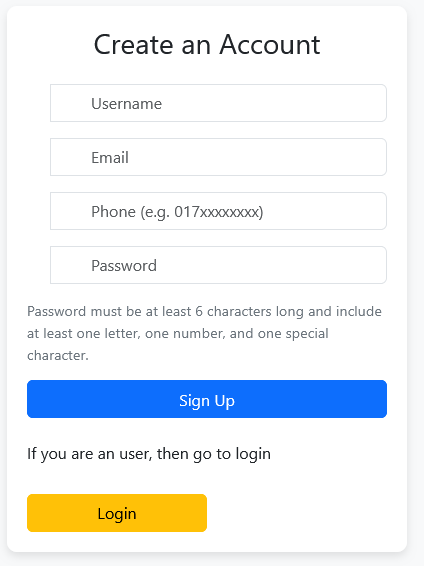 Create an Account
Username
Email
Phone (e.g. 017xxxxxxxx)
Password
Password must be at least 6 characters long and include
at least one letter, one number, and one special
character.
Sign Up
If you are an user, then go to login
Login